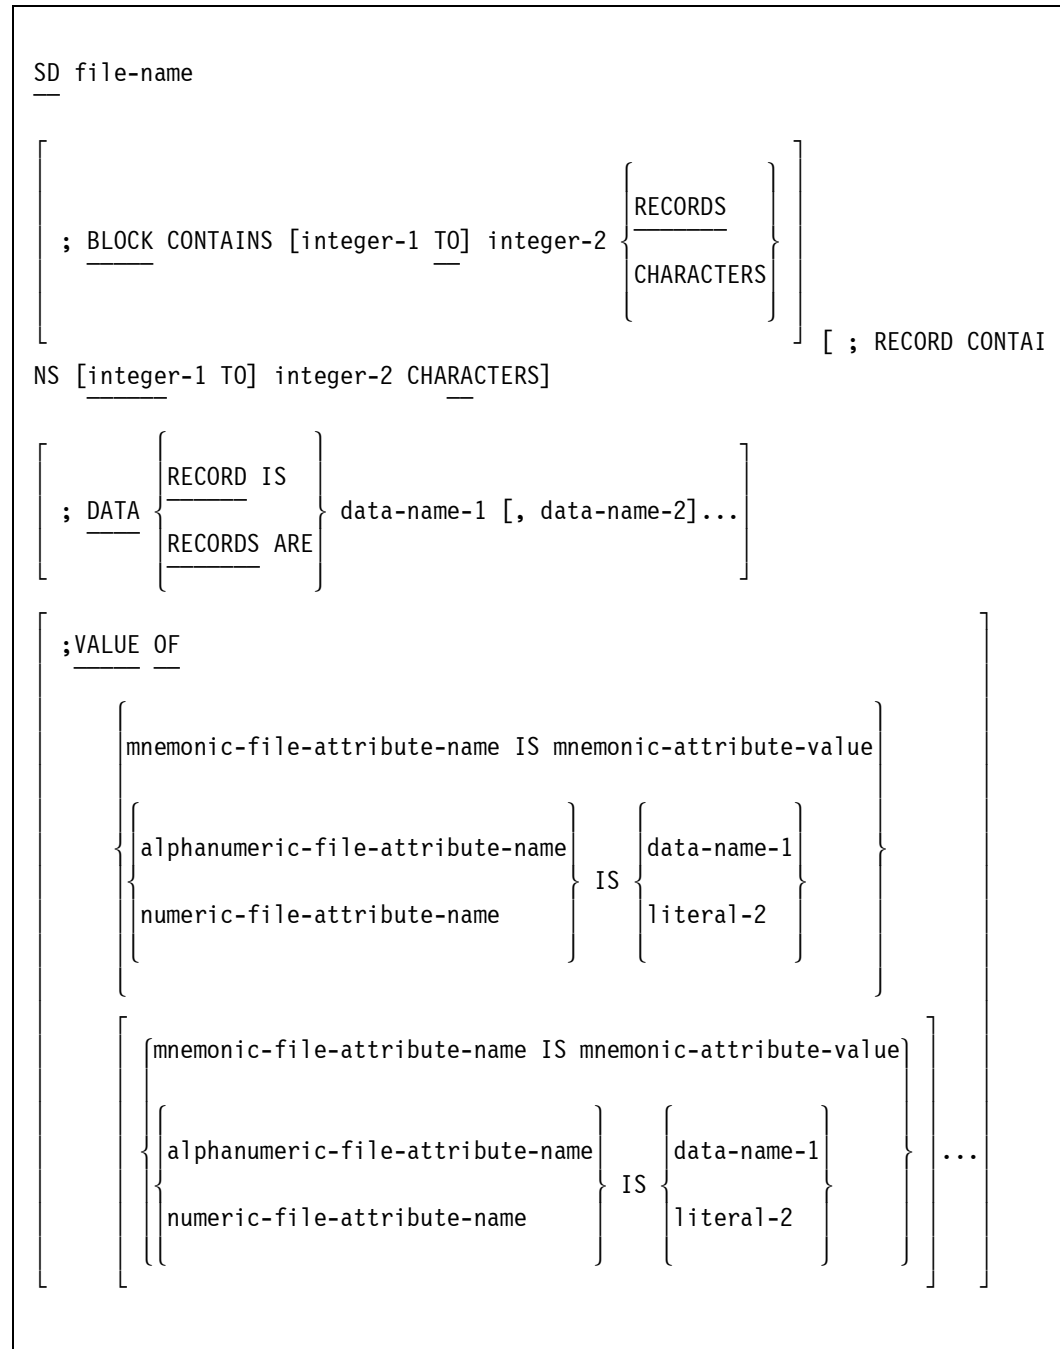 SD file-name
RECORDS
; BLOCK CONTAINS [integer-1 TO] integer-2
CHARACTERS
[ ; RECORD CONTAI
NS [integer-1 TO] integer-2 CHARACTERS]
RECORD IS
; DATA data-name-1 [, data-name-2]...
RECORDS ARE
;VALUE OF
mnemonic-file-attribute-name IS mnemonic-attribute-value
alphanumeric-file-attribute-name data-name-1
IS
numeric-file-attribute-name literal-2
mnemonic-file-attribute-name IS mnemonic-attribute-value
alphanumeric-file-attribute-name data-name-1 ...
IS
numeric-file-attribute-name literal-2